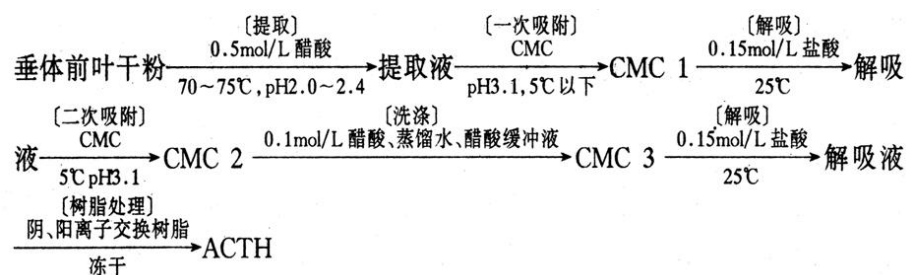 〔提取〕 〔一次吸附〕 〔解吸〕
0.5mol/L 醋酸 CMC 0.15mol/L 盐酸
垂体前叶干粉 提取液 CMC 1 解吸
70~75℃,pH2.0~2.4 pH3.1,5℃以下 25℃
〔二次吸附〕 〔洗涤〕 〔解吸〕
CMC 0.1mol/L 醋酸、蒸馏水、醋酸缓冲液 0.15mol/L 盐酸
液 CMC 2 CMC 3 解吸液
5℃ pH3.1 25℃
〔树脂处理〕
阴、阳离子交换树脂
ACTH
冻干